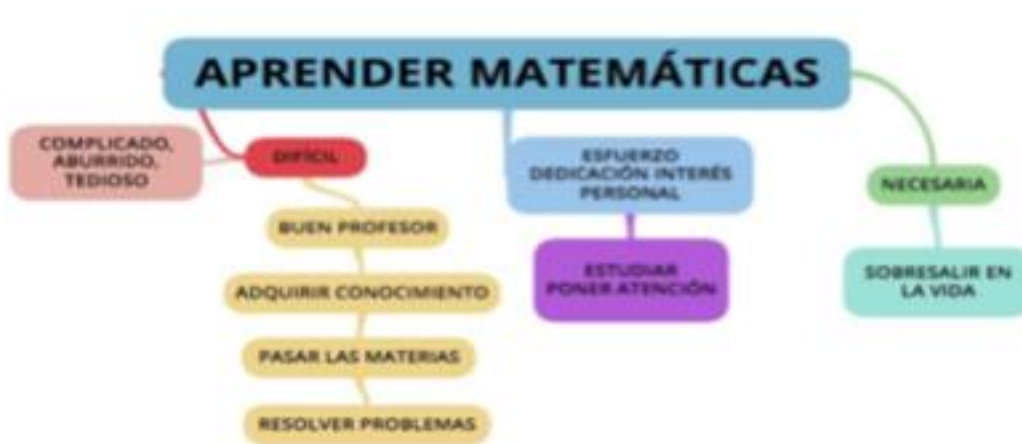 APRENDER MATEMÁTICAS
COMPLICADO,
ABURRIDO,
TEDIOSO
DIFÍCIL
BUEN PROFESOR
ADQUIRIR CONOCIMIENTO
PASAR LAS MATERIAS
RESOLVER PROBLEMAS
ESFUERZO
DEDICACIÓN INTERÉS
PERSONAL
ESTUDIAR
PONER ATENCIÓN
NECESARIA
SOBRESALIR EN
LA VIDA